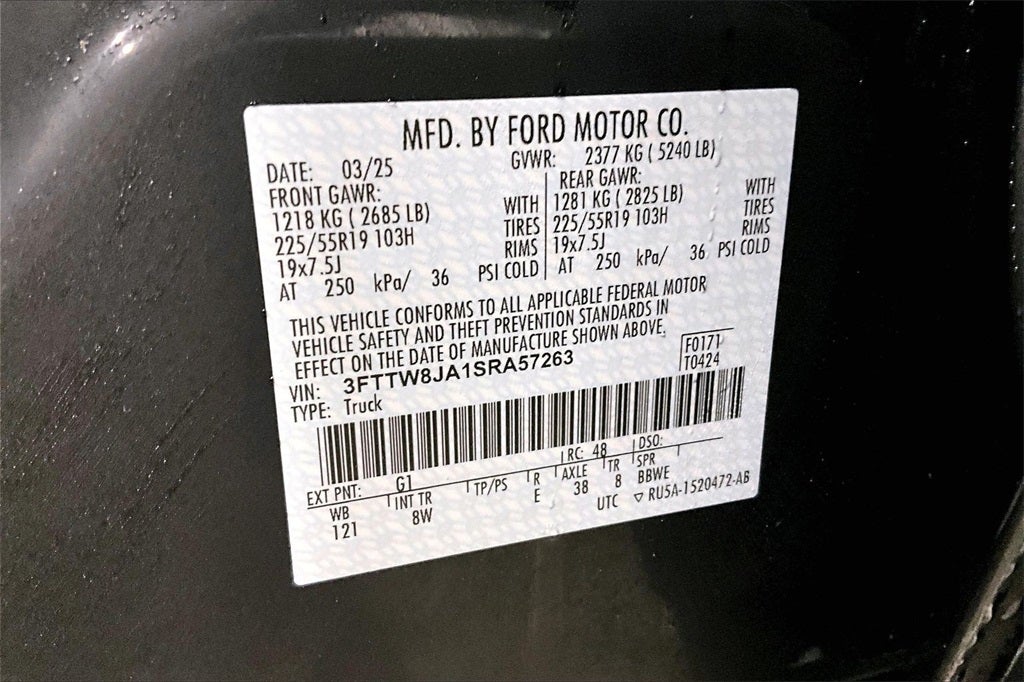 MFD. BY FORD MOTOR CO.
DATE: 03/25 GVWR: 2377 KG ( 5240 LB)
FRONT GAWR: REAR GAWR:
1218 KG ( 2685 LB) WITH 1281 KG ( 2825 LB) WITH
225/55R19 103H TIRES 225/55R19 103H TIRES
19x7.5J RIMS 19x7.5J RIMS
AT 250 kPa/ 36 PSI COLD AT 250 kPa/ 36 PSI COLD
THIS VEHICLE CONFORMS TO ALL APPLICABLE FEDERAL MOTOR
VEHICLE SAFETY AND THEFT PREVENTION STANDARDS IN
EFFECT ON THE DATE OF MANUFACTURE SHOWN ABOVE.
VIN: 3FTTW8JA1SRA57263 F0171
TYPE: Truck T0424
EXT PNT: G1 RC: 48 DSO:
WB INT TR TP/PS R AXLE TR SPR
121 8W E 38 8 BBWE
UTC ▽ RU5A-1520472-AB